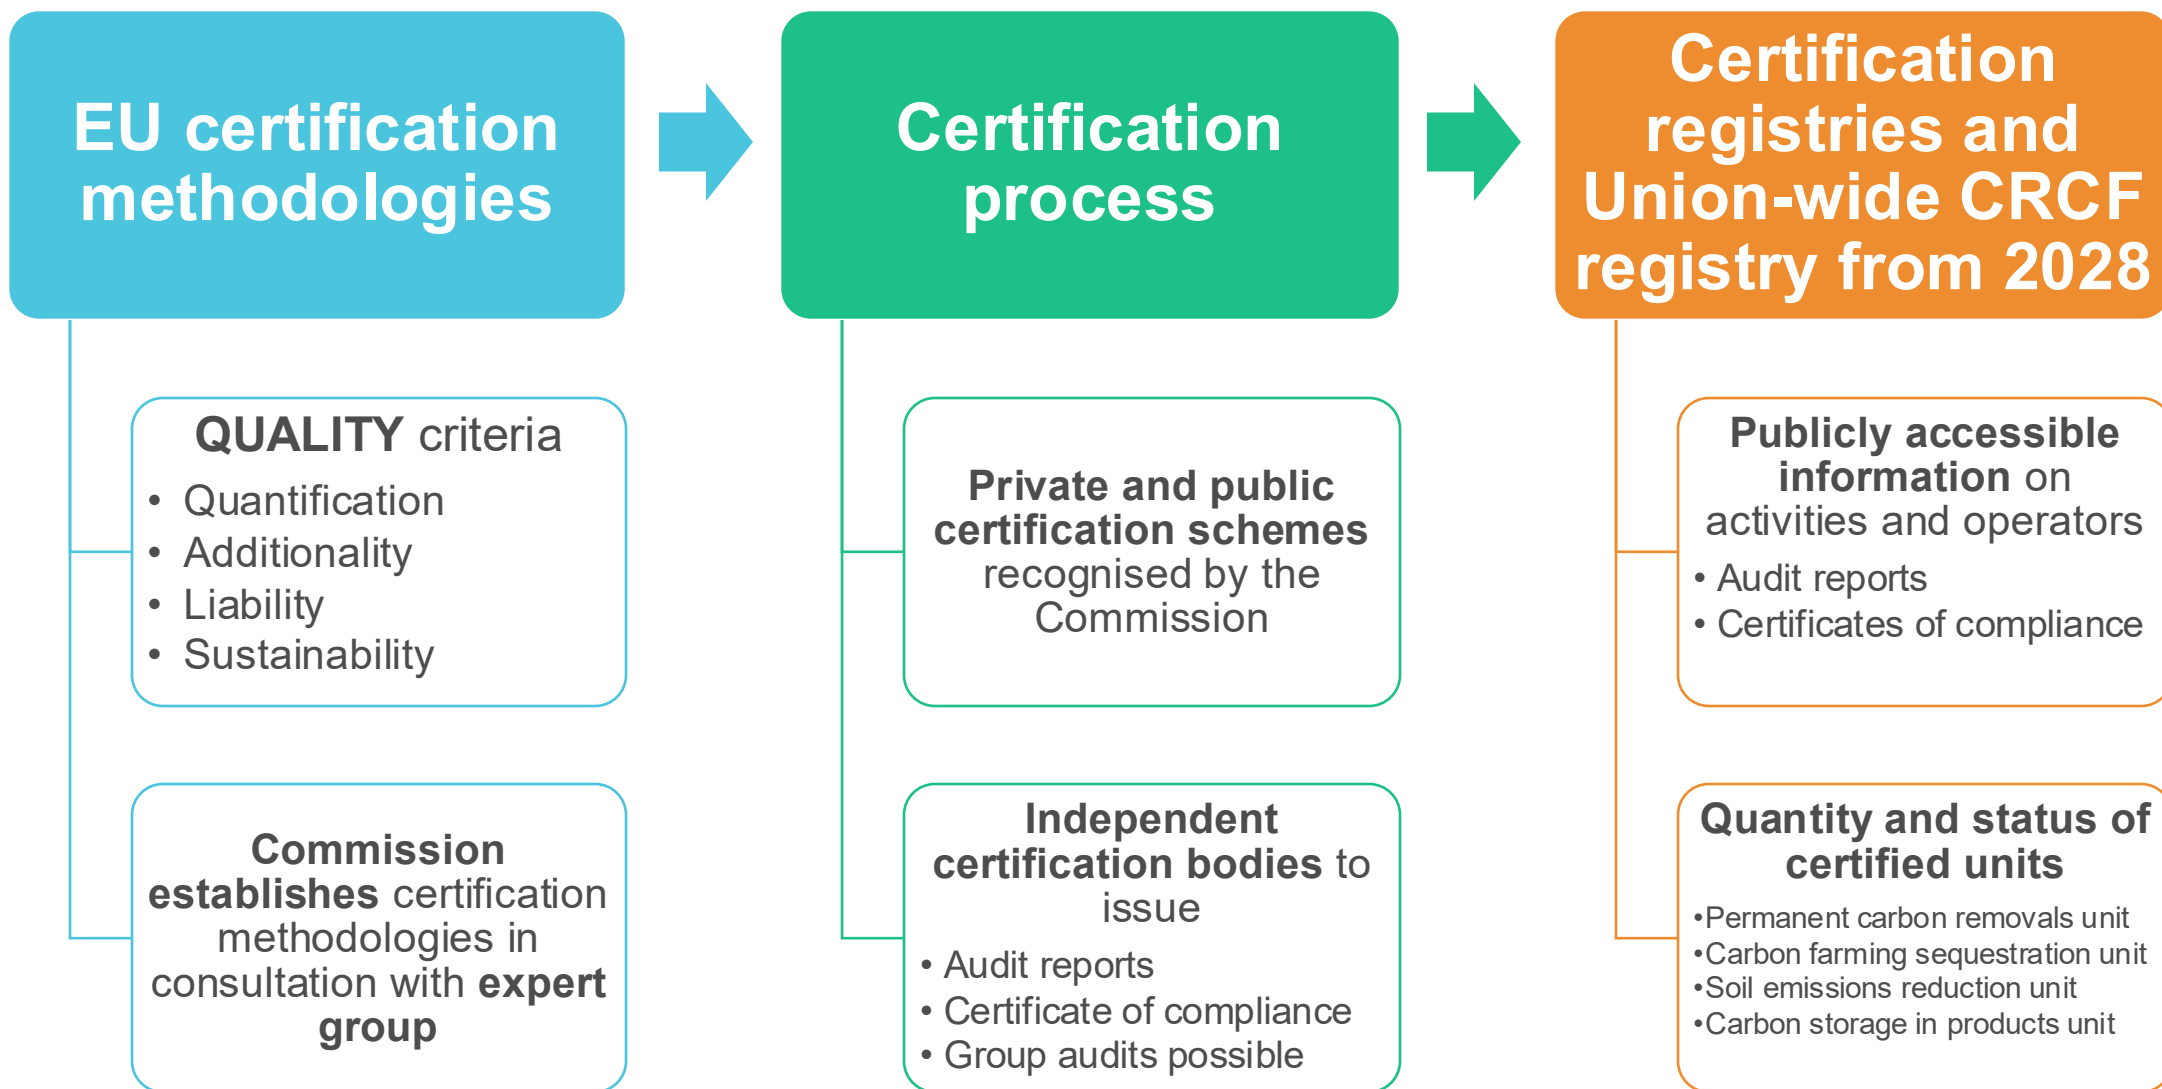 EU certification
methodologies
QUALITY criteria
• Quantification
• Additionality
• Liability
• Sustainability
Commission
establishes certification
methodologies in
consultation with expert
group
Certification
process
Private and public
certification schemes
recognised by the
Commission
Independent
certification bodies to
issue
• Audit reports
• Certificate of compliance
• Group audits possible
Certification
registries and
Union-wide CRCF
registry from 2028
Publicly accessible
information on
activities and operators
• Audit reports
• Certificates of compliance
Quantity and status of
certified units
•Permanent carbon removals unit
•Carbon farming sequestration unit
•Soil emissions reduction unit
•Carbon storage in products unit